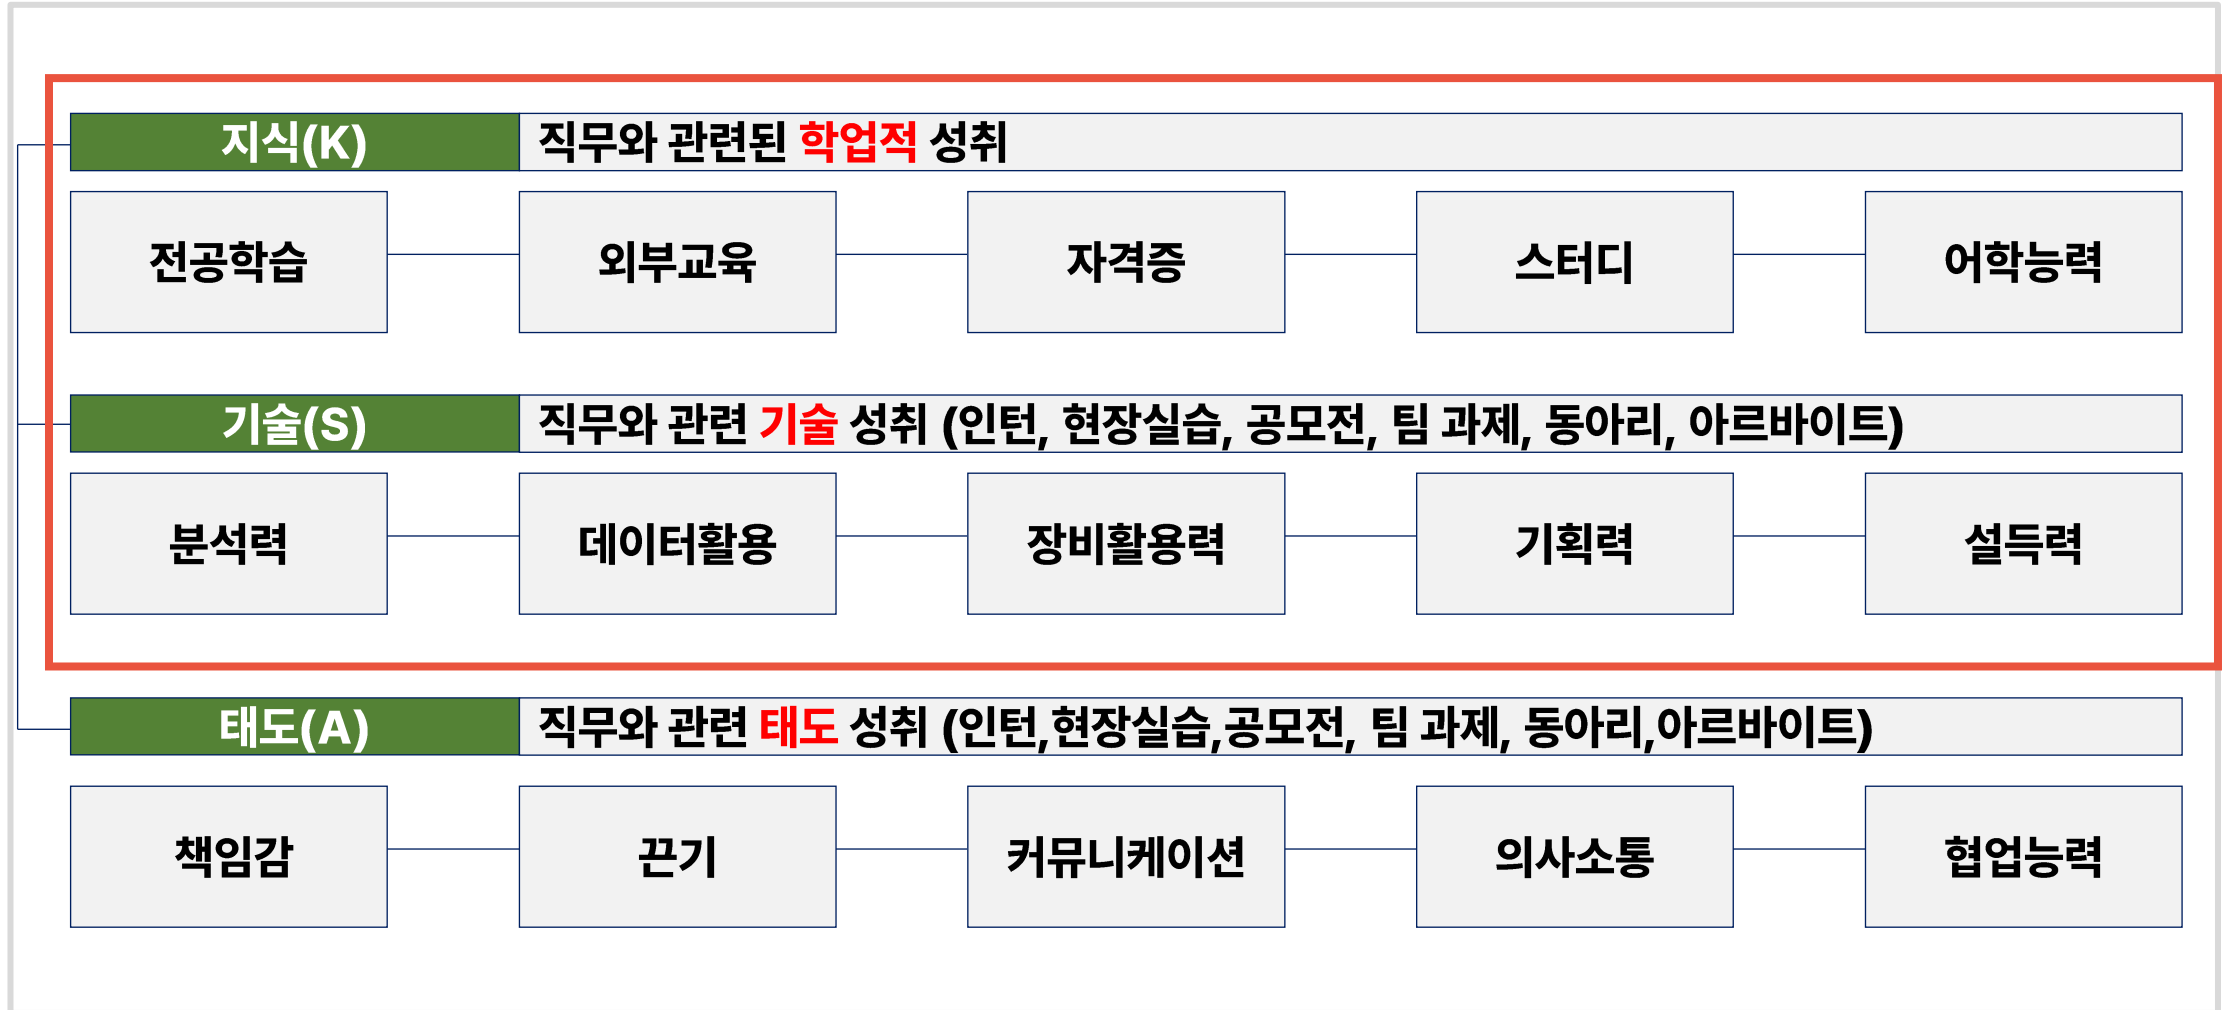 지식(K) 직무와 관련된 학업적 성취
전공학습 외부교육 자격증 스터디 어학능력
기술(S) 직무와 관련 기술 성취 (인턴, 현장실습, 공모전, 팀 과제, 동아리, 아르바이트)
분석력 데이터활용 장비활용력 기획력 설득력
태도(A) 직무와 관련 태도 성취 (인턴,현장실습,공모전, 팀 과제, 동아리,아르바이트)
책임감 끈기 커뮤니케이션 의사소통 협업능력